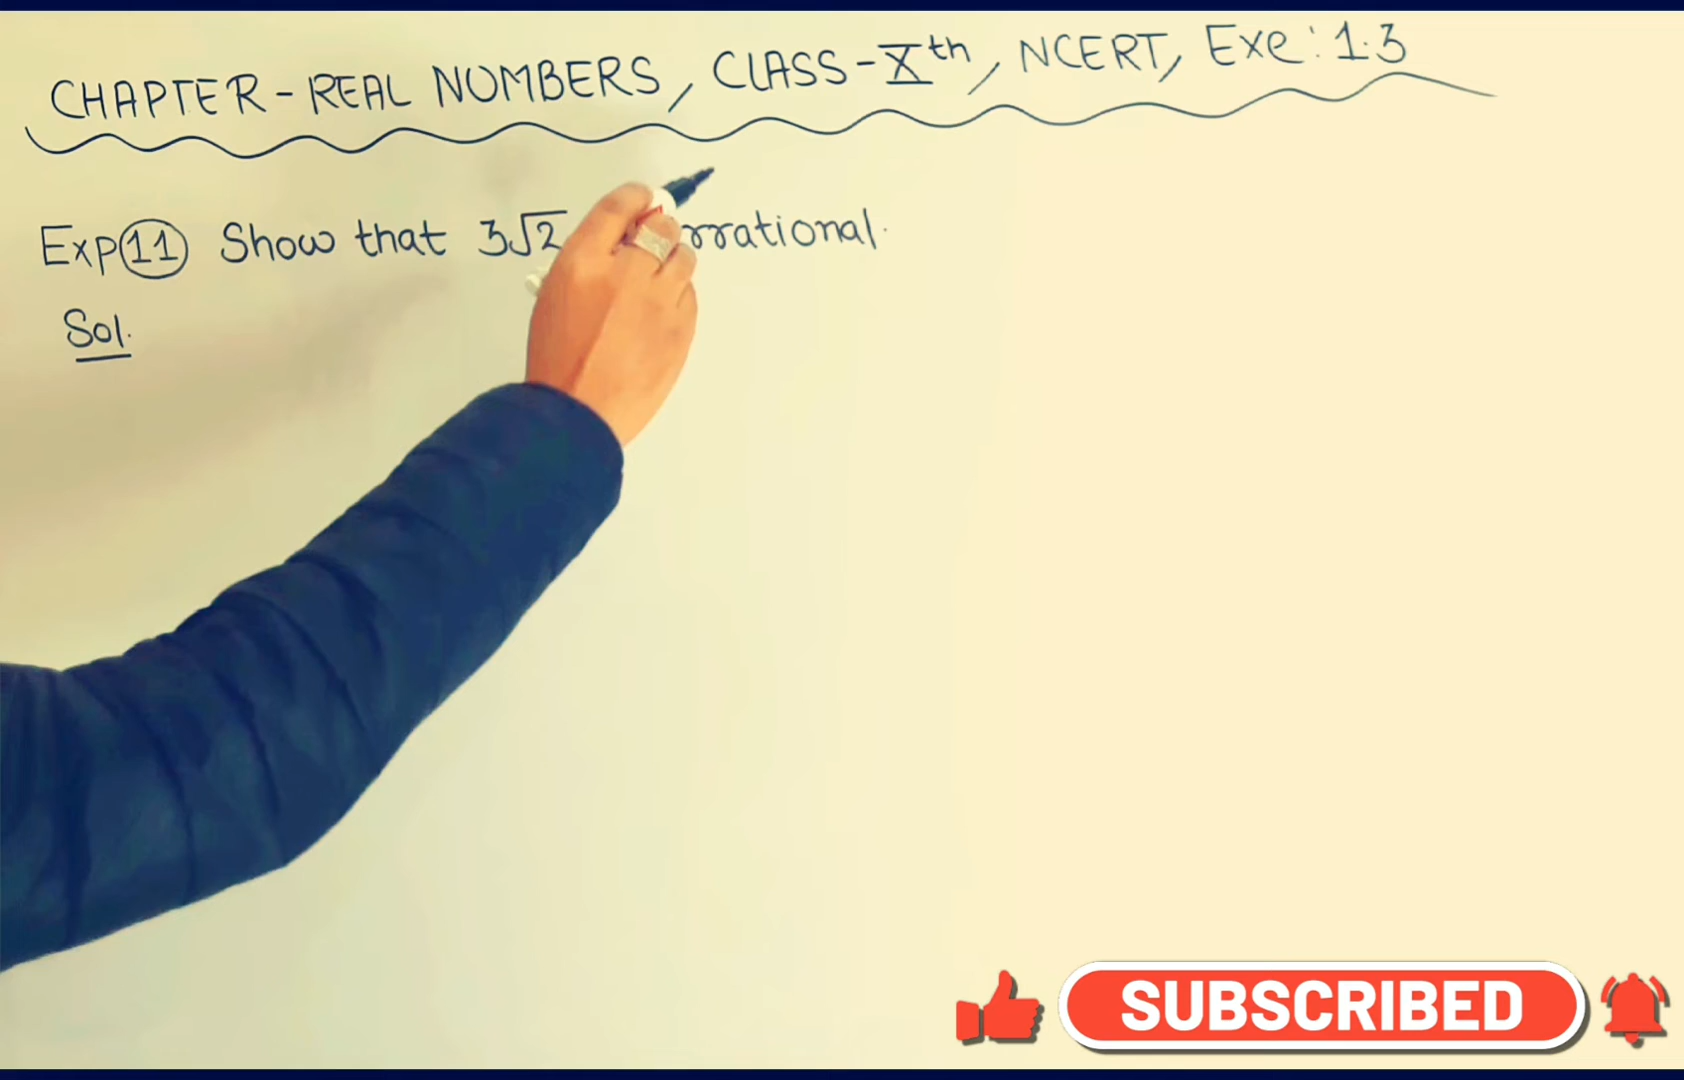 CHAPTER-REAL NUMBERS, CLASS-Xth, NCERT, Exe: 1.3
Exp 11 Show that 3√2 rrational.
Sol.
SUBSCRIBED